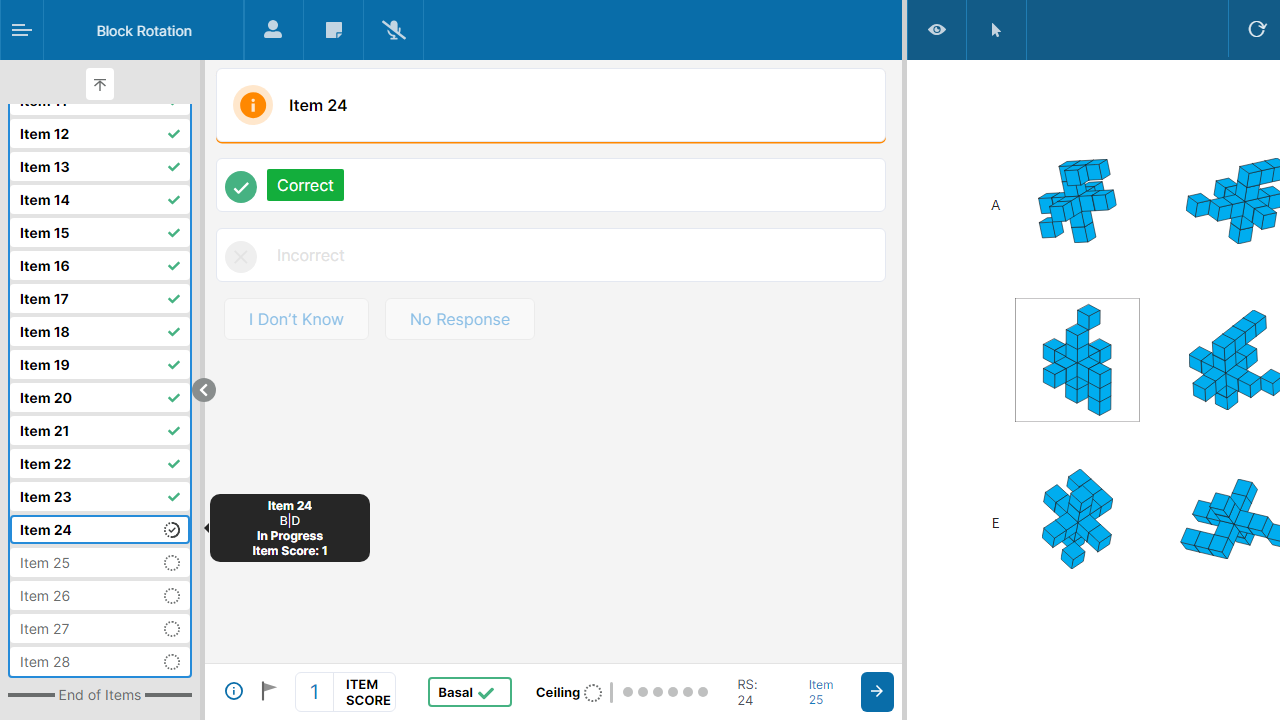 Block Rotation
Item 12
Item 13
Item 14
Item 15
Item 16
Item 17
Item 18
Item 19
Item 20
Item 21
Item 22
Item 23
Item 24
Item 25
Item 26
Item 27
Item 28
End of Items
Item 24
Correct
Incorrect
I Don't Know
No Response
Item 24
B|D
In Progress
Item Score: 1
1
ITEM
SCORE
Basal
Ceiling
RS:
24
Item
25
A
E